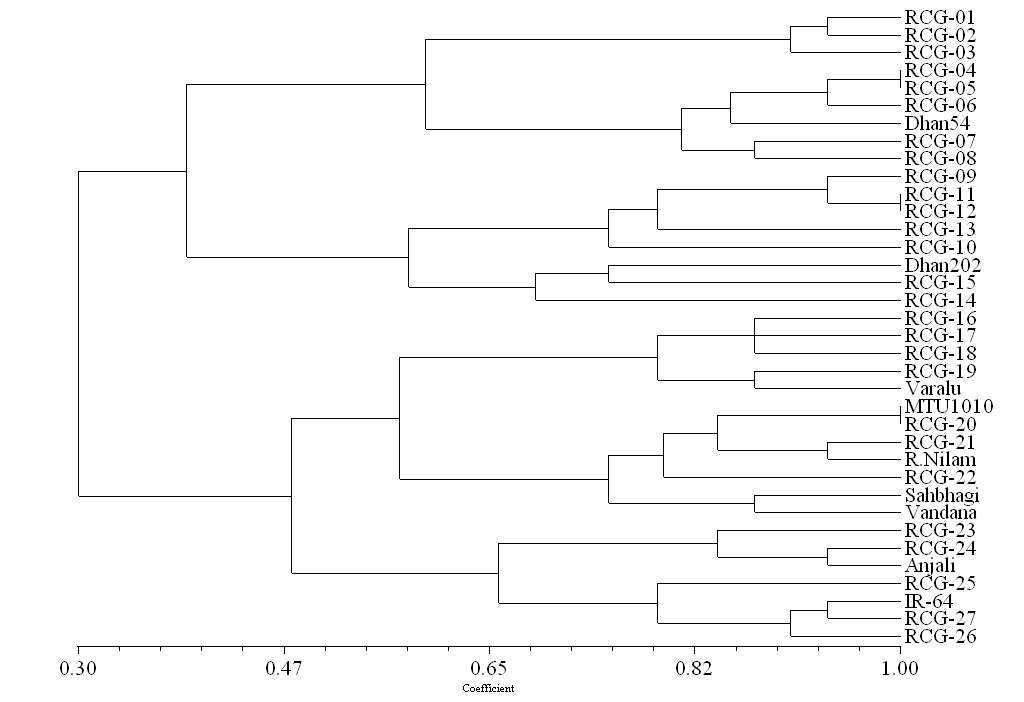 RCG-01
RCG-02
RCG-03
RCG-04
RCG-05
RCG-06
Dhan54
RCG-07
RCG-08
RCG-09
RCG-11
RCG-12
RCG-13
RCG-10
Dhan202
RCG-15
RCG-14
RCG-16
RCG-17
RCG-18
RCG-19
Varalu
MTU1010
RCG-20
RCG-21
R.Nilam
RCG-22
Sahbhagi
Vandana
RCG-23
RCG-24
Anjali
RCG-25
IR-64
RCG-27
RCG-26
0.30 0.47 0.65 0.82 1.00
Coefficient